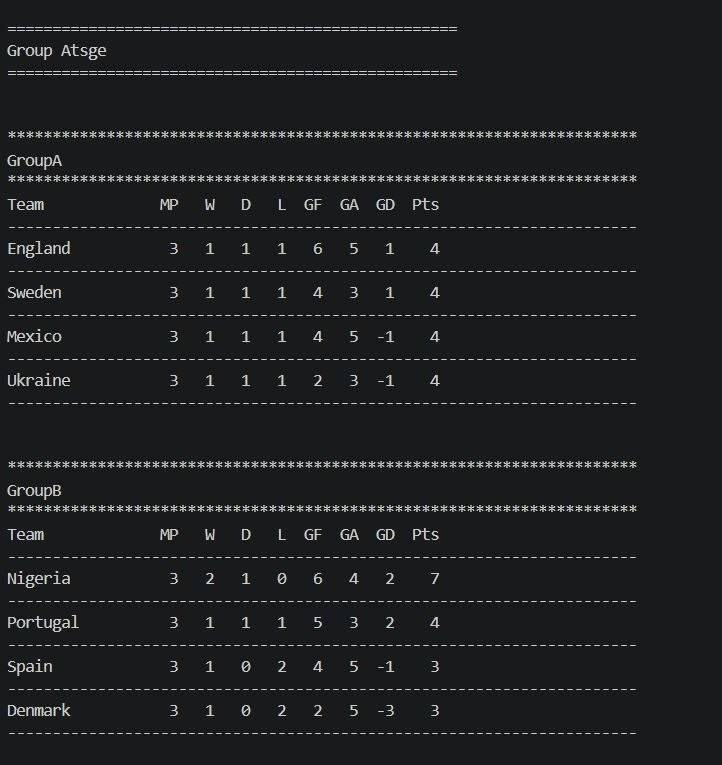 ==================================================
Group Atsge
==================================================
**********************************************************************
GroupA
**********************************************************************
Team             MP   W   D   L  GF  GA  GD  Pts
----------------------------------------------------------------------
England           3   1   1   1   6   5   1    4
----------------------------------------------------------------------
Sweden            3   1   1   1   4   3   1    4
----------------------------------------------------------------------
Mexico            3   1   1   1   4   5  -1    4
----------------------------------------------------------------------
Ukraine           3   1   1   1   2   3  -1    4
----------------------------------------------------------------------
**********************************************************************
GroupB
**********************************************************************
Team             MP   W   D   L  GF  GA  GD  Pts
----------------------------------------------------------------------
Nigeria           3   2   1   0   6   4   2    7
----------------------------------------------------------------------
Portugal          3   1   1   1   5   3   2    4
----------------------------------------------------------------------
Spain             3   1   0   2   4   5  -1    3
----------------------------------------------------------------------
Denmark           3   1   0   2   2   5  -3    3
----------------------------------------------------------------------